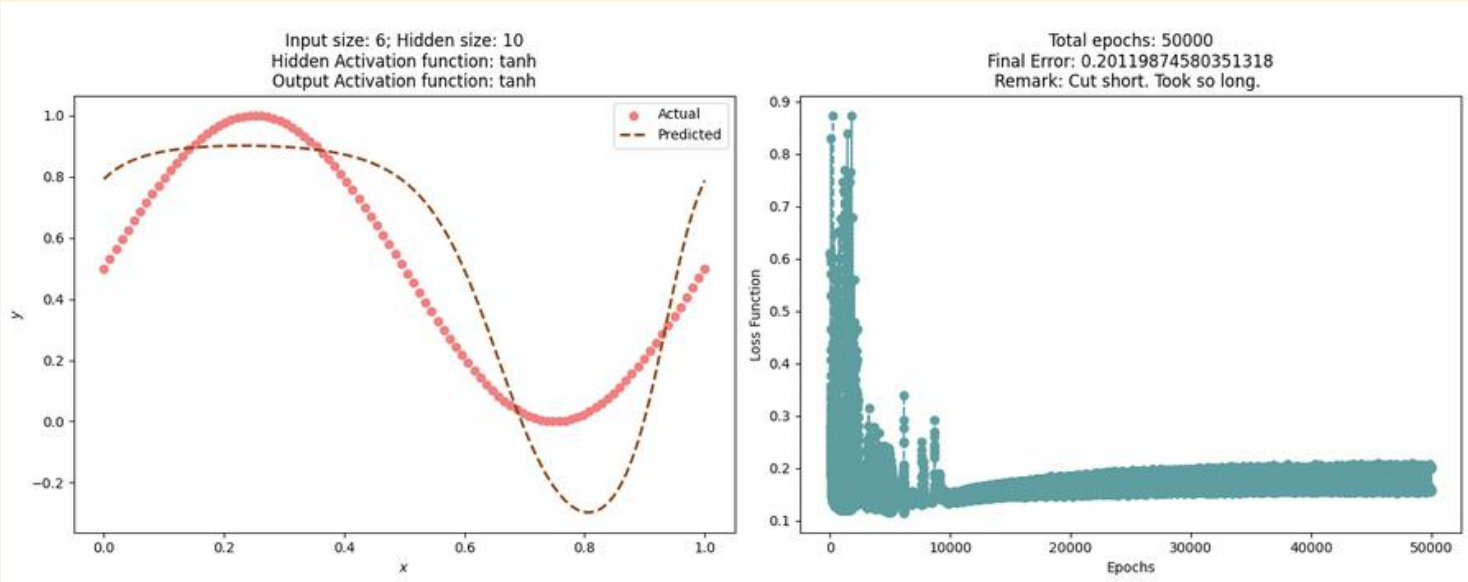 Input size: 6; Hidden size: 10
Hidden Activation function: tanh
Output Activation function: tanh
Actual
Predicted
1.0
0.8
0.6
0.4
0.2
0.0
−0.2
y
0.0
0.2
0.4
0.6
0.8
1.0
x
Total epochs: 50000
Final Error: 0.20119874580351318
Remark: Cut short. Took so long.
0.9
0.8
0.7
0.6
0.5
0.4
0.3
0.2
0.1
Loss Function
0
10000
20000
30000
40000
50000
Epochs